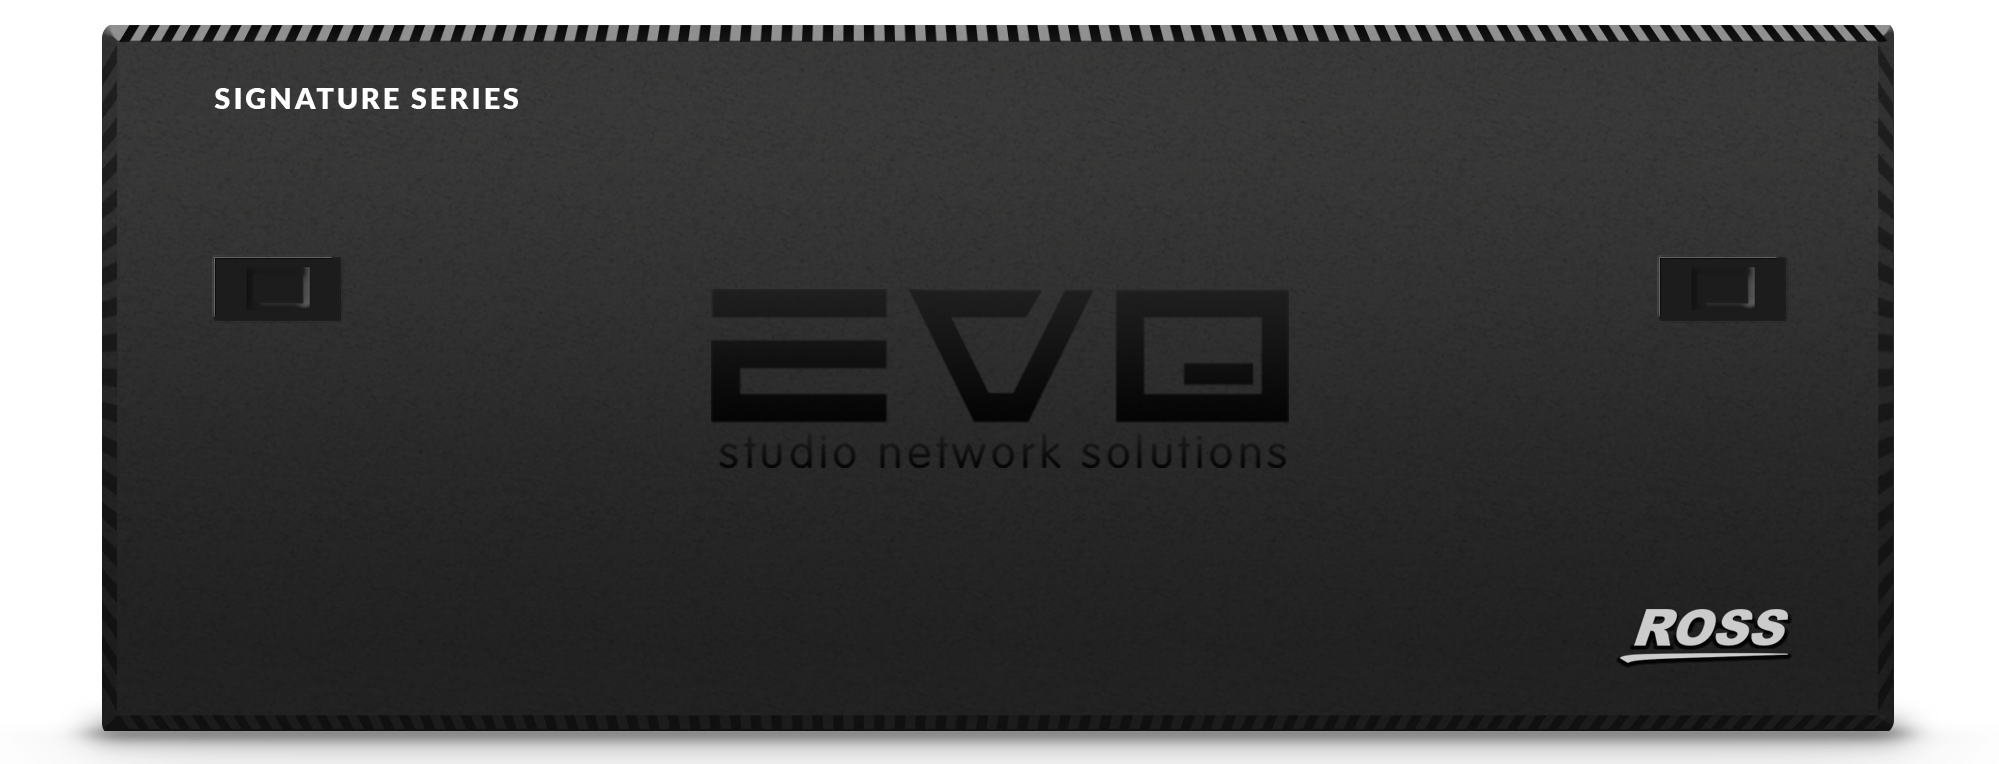 SIGNATURE SERIES
EVO
studio network solutions
ROSS